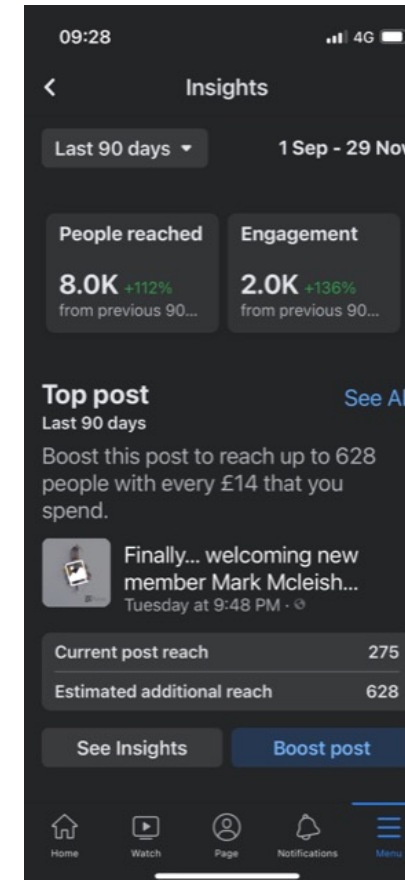 09:28
4G
Insights
Last 90 days
1 Sep - 29 Nov
People reached
Engagement
8.0K +112%
2.0K +136%
from previous 90...
from previous 90...
Top post
See Al
Last 90 days
Boost this post to reach up to 628
people with every £14 that you
spend.
Finally... welcoming new
member Mark Mcleish...
Tuesday at 9:48 PM ·
Current post reach
275
Estimated additional reach
628
See Insights
Boost post
Home
Watch
Page
Notifications
Menu